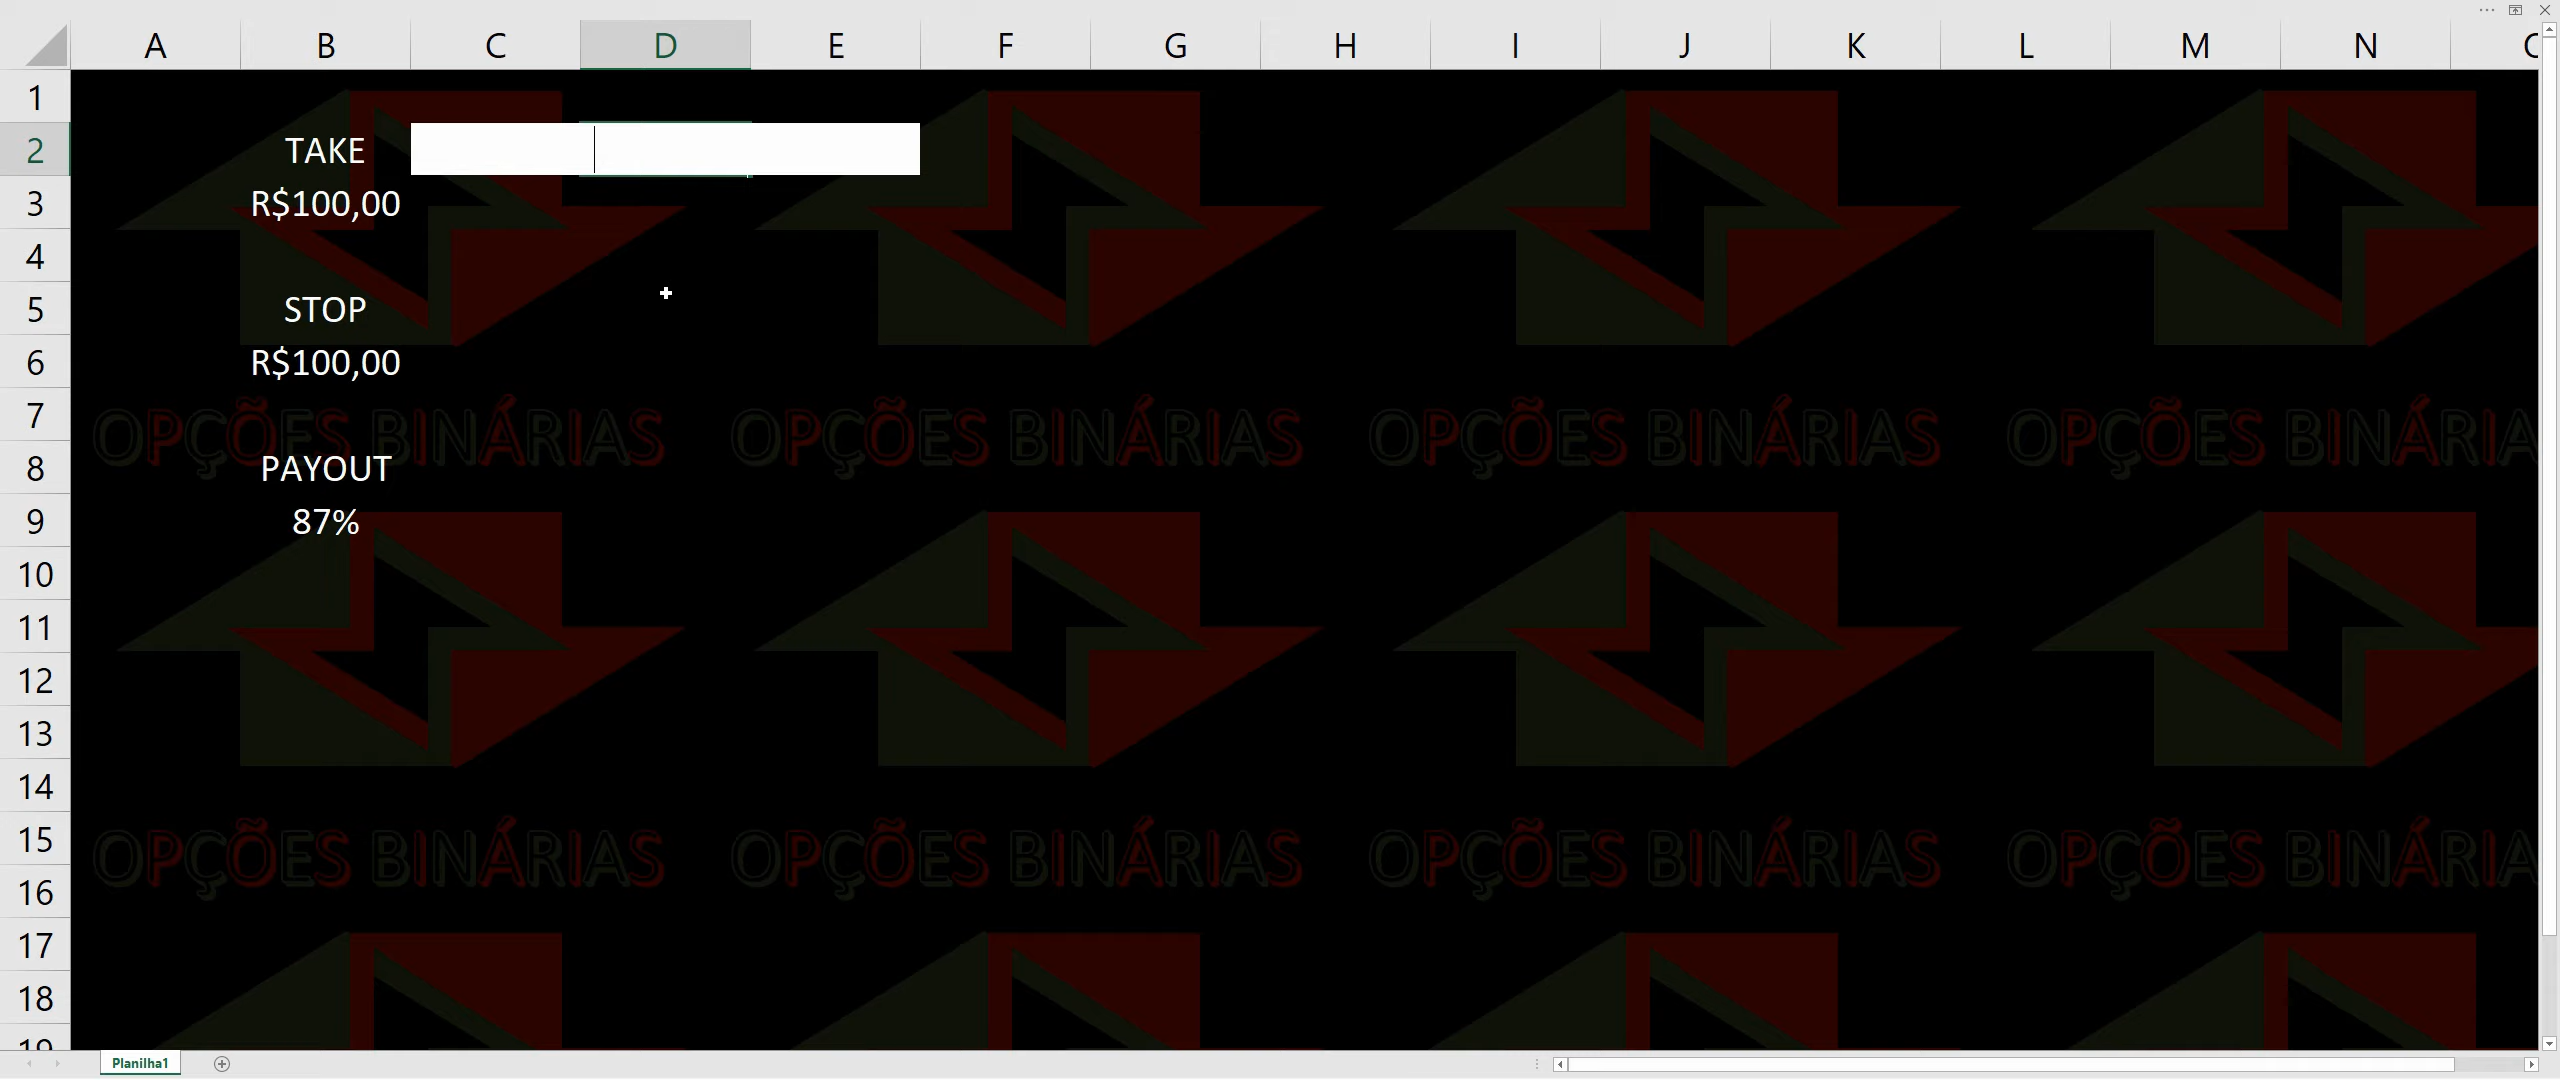 A B C D E F G H I J K L M N
1
2 TAKE
3 R$100,00
4
5 STOP
6 R$100,00
7 OPÇÕES BINÁRIAS OPÇÕES BINÁRIAS OPÇÕES BINÁRIAS OPÇÕES BINÁRIAS
8 PAYOUT
9 87%
10
11
12
13
14
15 OPÇÕES BINÁRIAS OPÇÕES BINÁRIAS OPÇÕES BINÁRIAS OPÇÕES BINÁRIA
16
17
18
19
Planilha1